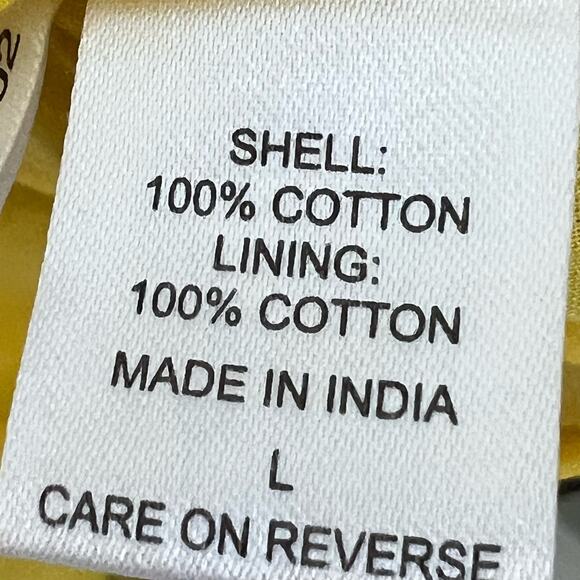 SHELL:
100% COTTON
LINING:
100% COTTON
MADE IN INDIA
L
CARE ON REVERSE